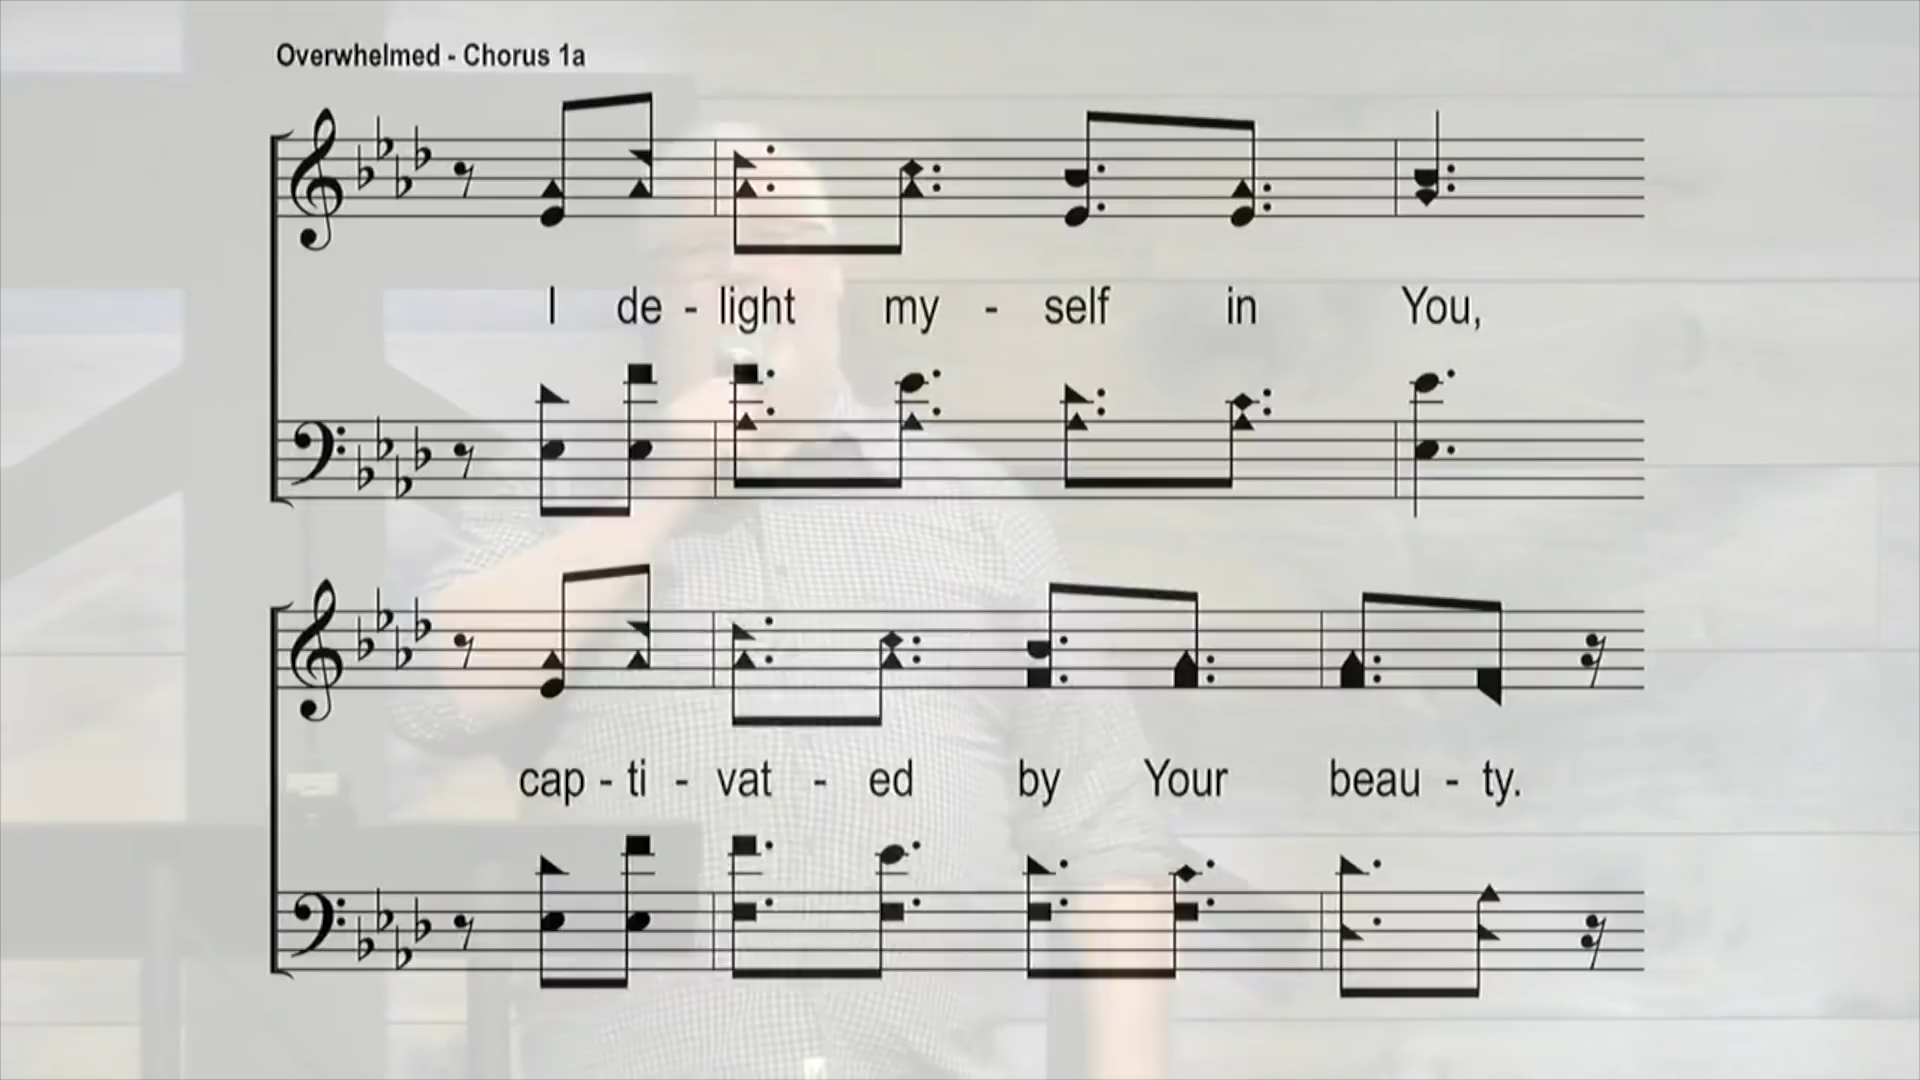 Overwhelmed - Chorus 1a
I de - light my - self in You,
cap - ti - vat - ed by Your beau - ty.